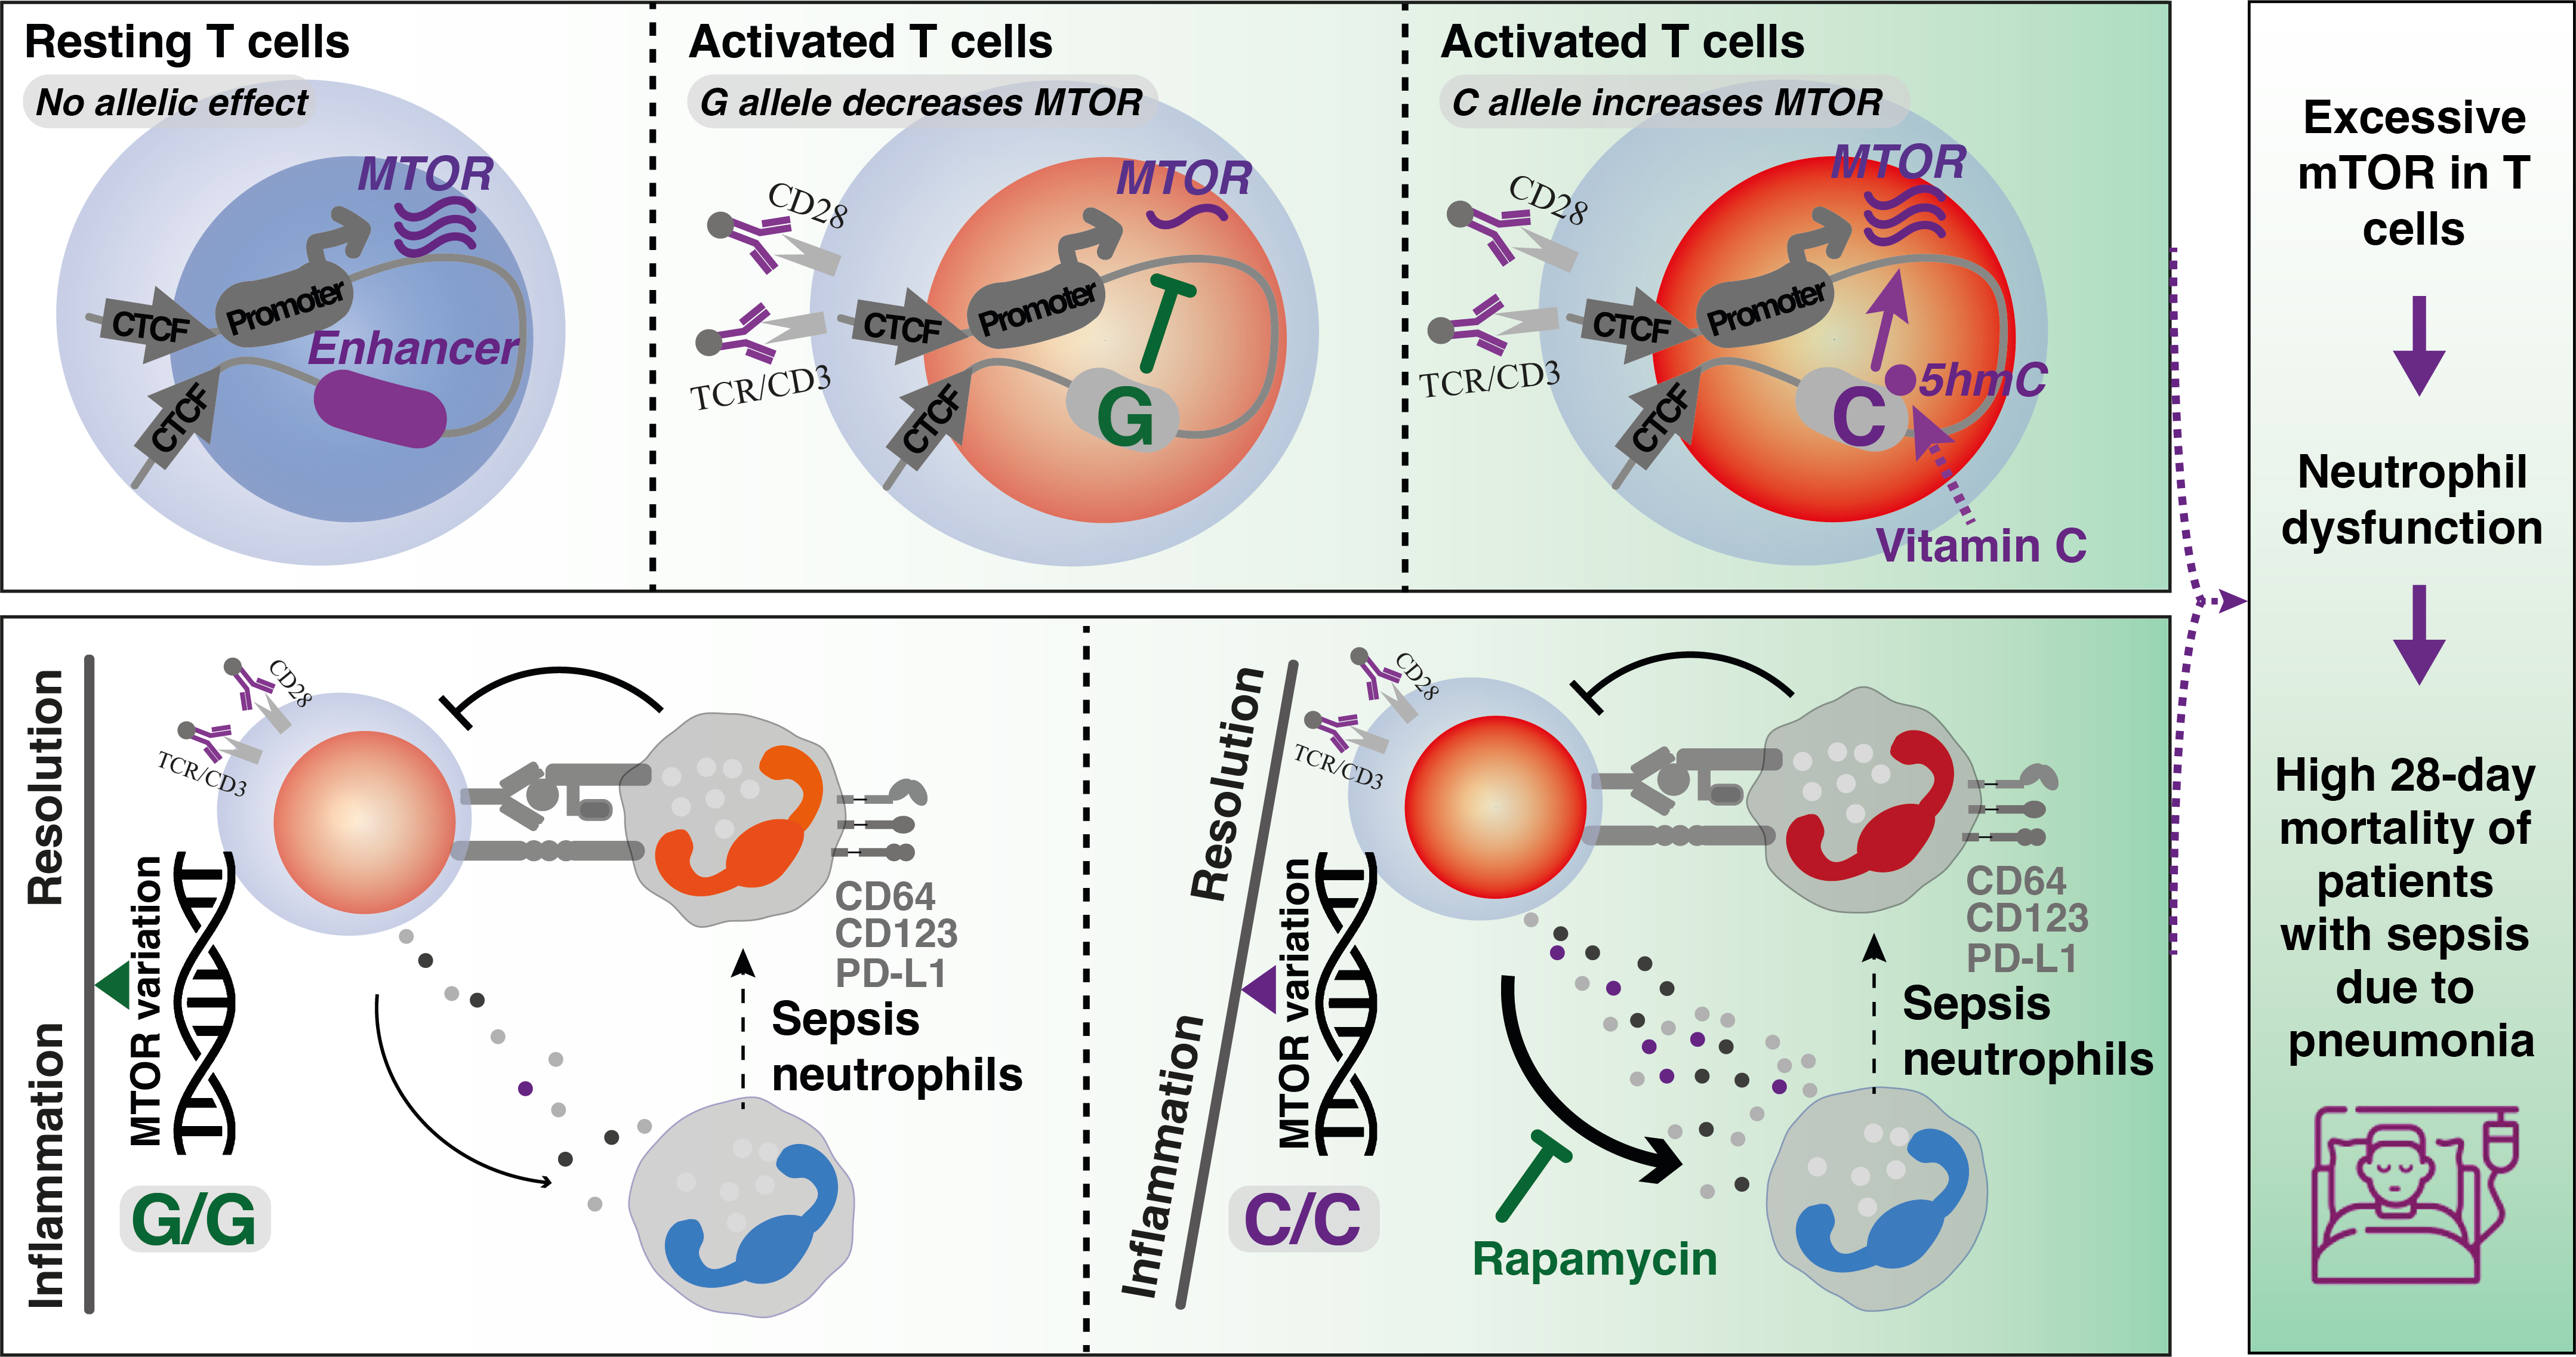 Resting T cells
No allelic effect
MTOR
Promoter
CTCF
Enhancer
CTCF
Activated T cells
G allele decreases MTOR
MTOR
CD28
Promoter
CTCF
TCR/CD3
CTCF
G
Activated T cells
C allele increases MTOR
MTOR
CD28
Promoter
CTCF
TCR/CD3
CTCF
C
5hmC
Vitamin C
Resolution
Inflammation
CD28
TCR/CD3
MTOR variation
G/G
CD64
CD123
PD-L1
Sepsis
neutrophils
Resolution
Inflammation
CD28
TCR/CD3
MTOR variation
C/C
CD64
CD123
PD-L1
Sepsis
neutrophils
Rapamycin
Excessive
mTOR in T
cells
Neutrophil
dysfunction
High 28-day
mortality of
patients
with sepsis
due to
pneumonia